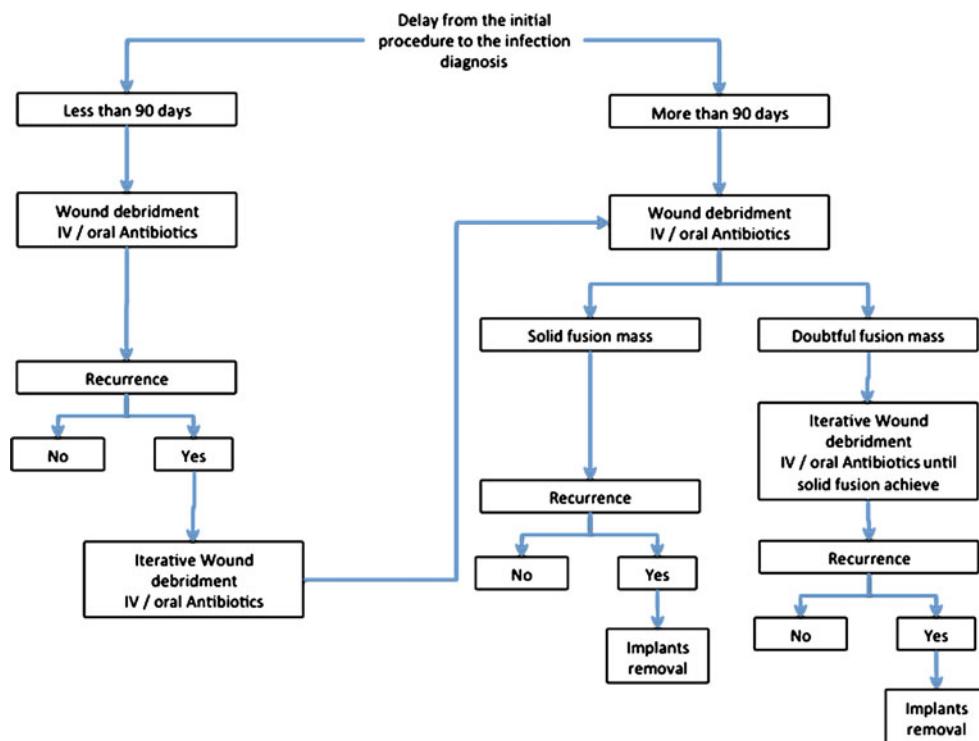 Delay from the initial
procedure to the infection
diagnosis
Less than 90 days
More than 90 days
Wound debridment
IV / oral Antibiotics
Wound debridment
IV / oral Antibiotics
Solid fusion mass
Doubtful fusion mass
Recurrence
Iterative Wound
debridment
IV / oral Antibiotics until
solid fusion achieve
No
Yes
Recurrence
Iterative Wound
debridment
IV / oral Antibiotics
No
Yes
Recurrence
No
Yes
Implants
removal
Implants
removal